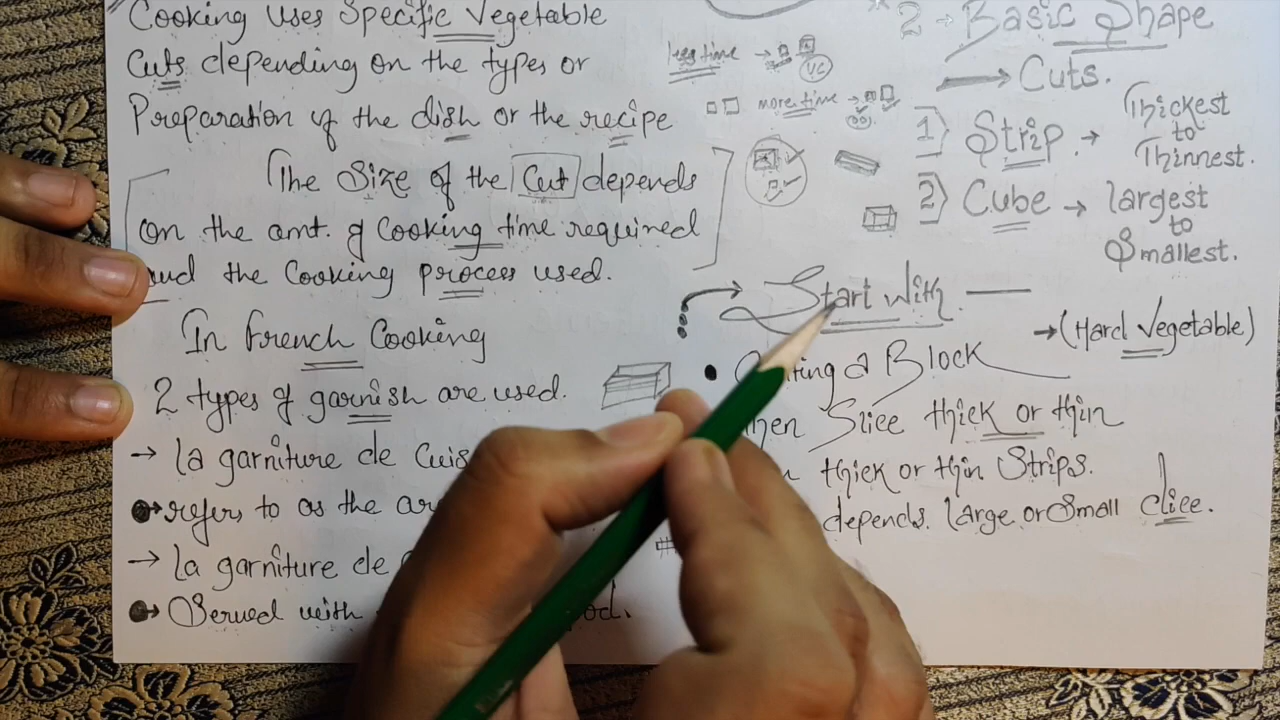 Cooking uses Specific Vegetable
Cuts depending on the types or
Preparation of the dish or the recipe
The Size of the Cut depends
on the amt. of Cooking time required
and the Cooking process used.
In French Cooking
2 types of garnish are used.
→ la garniture de Cuis
→ refers to as the
→ la garniture de
→ Served with
less time →
VC
more time →
2 → Basic Shape
→ Cuts.
1) Strip. → Thickest
to
Thinnest.
2) Cube → largest
to
Smallest.
→ Start with —
→ (Hard Vegetable)
• a Block
Slice thick or thin
thick or thin Strips.
depends. large or Small dice.